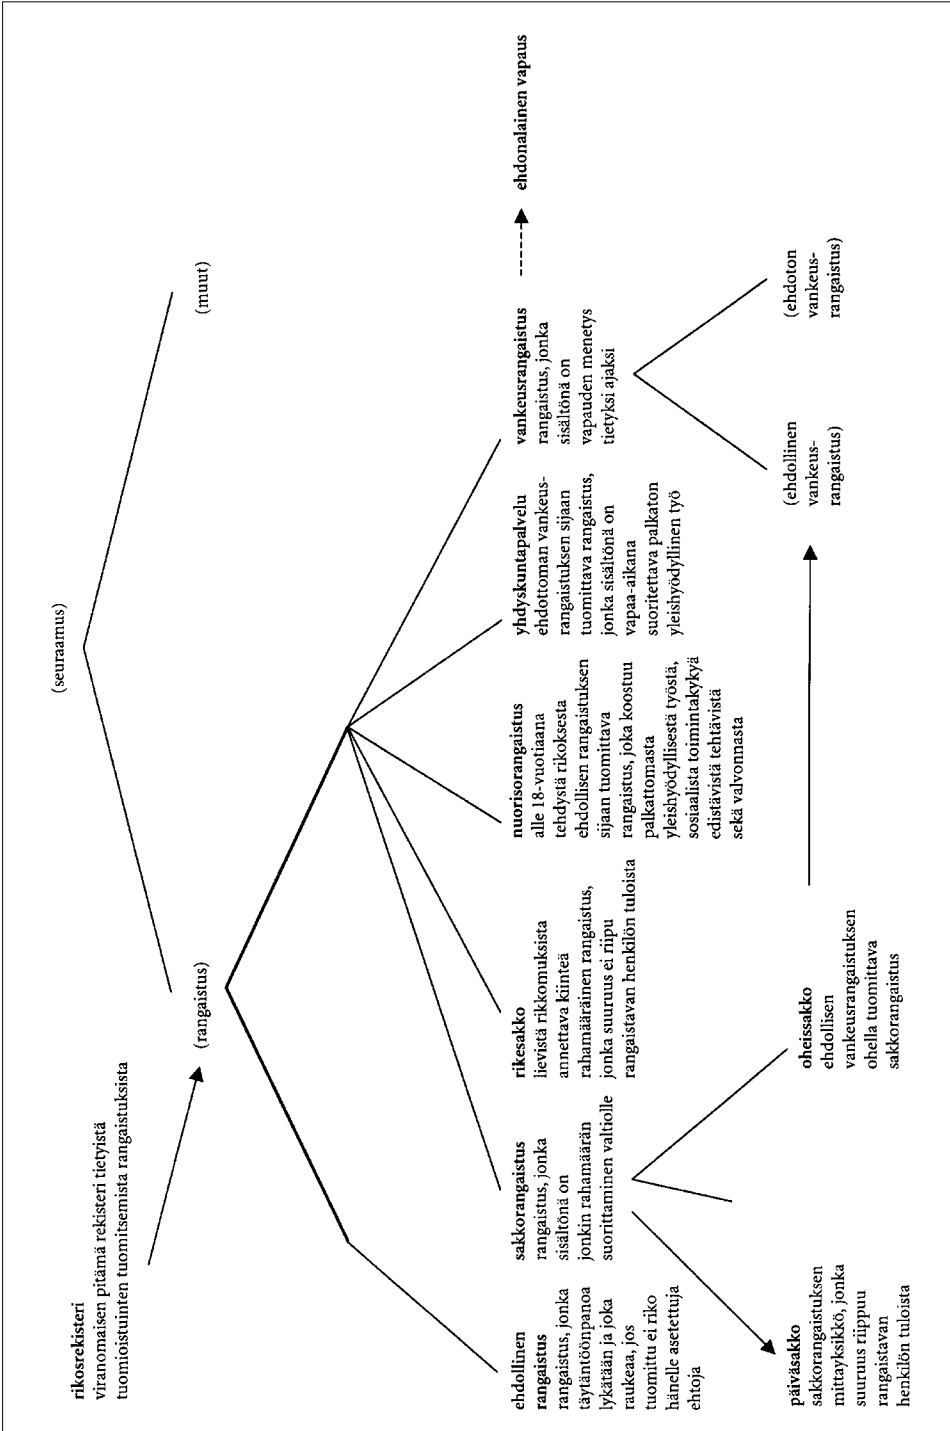 (seuraamus)
(muut)
rikosrekisteri
viranomaisen pitämä rekisteri tietyistä
tuomioistuinten tuomitsemista rangaistuksista
(rangaistus)
ehdollinen
rangaistus
rangaistus, jonka
täytäntöönpanoa
lykätään ja joka
raukeaa, jos
tuomittu ei riko
hänelle asetettuja
ehtoja
sakkorangaistus
rangaistus, jonka
sisältönä on
jonkin rahamäärän
suorittaminen valtiolle
rikesakko
lievistä rikkomuksista
annettava kiinteä
rahamääräinen rangaistus,
jonka suuruus ei riipu
rangaistavan henkilön tuloista
nuorisorangaistus
alle 18-vuotiaana
tehdystä rikoksesta
ehdollisen rangaistuksen
sijaan tuomittava
rangaistus, joka koostuu
palkattomasta
yleishyödyllisestä työstä,
sosiaalista toimintakykyä
edistävistä tehtävistä
sekä valvonnasta
yhdyskuntapalvelu
ehdottoman vankeus-
rangaistuksen sijaan
tuomittava rangaistus,
jonka sisältönä on
vapaa-aikana
suoritettava palkaton
yleishyödyllinen työ
vankeusrangaistus
rangaistus, jonka
sisältönä on
vapauden menetys
tietyksi ajaksi
ehdonalainen vapaus
päiväsakko
sakkorangaistuksen
mittayksikkö, jonka
suuruus riippuu
rangaistavan
henkilön tuloista
oheissakko
ehdollisen
vankeusrangaistuksen
ohella tuomittava
sakkorangaistus
(ehdollinen
vankeus-
rangaistus)
(ehdoton
vankeus-
rangaistus)